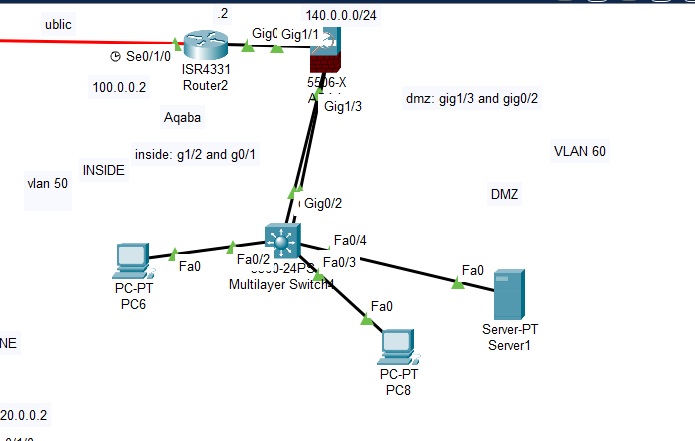 ublic
.2
140.0.0.0/24
Gig1/1
Se0/1/0
ISR4331
Router2
5506-X
100.0.0.2
Gig1/3
dmz: gig1/3 and gig0/2
Aqaba
inside: g1/2 and g0/1
VLAN 60
INSIDE
vlan 50
DMZ
Gig0/2
Fa0/4
Fa0
Fa0/2
Fa0/3
Fa0
Multilayer Switch4
PC-PT
PC6
Fa0
Server-PT
Server1
PC-PT
PC8
NE
20.0.0.2